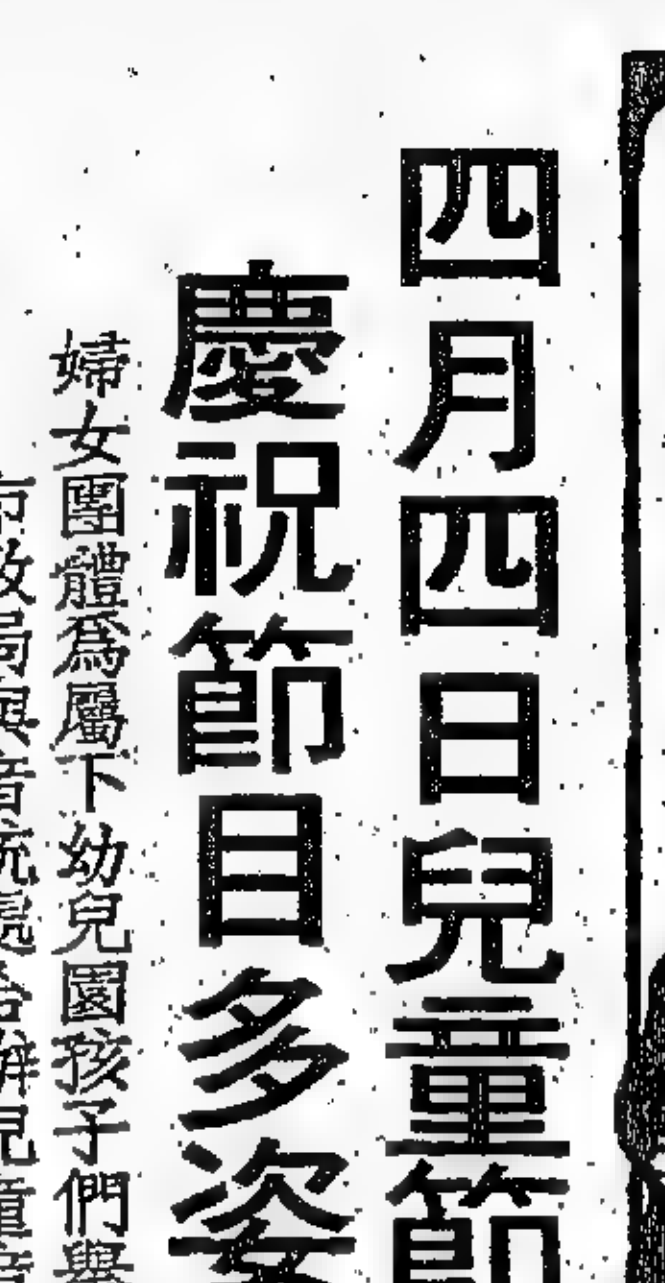 四月四日兒童節
慶祝節目多姿
婦女團體爲屬下幼兒園孩子們舉